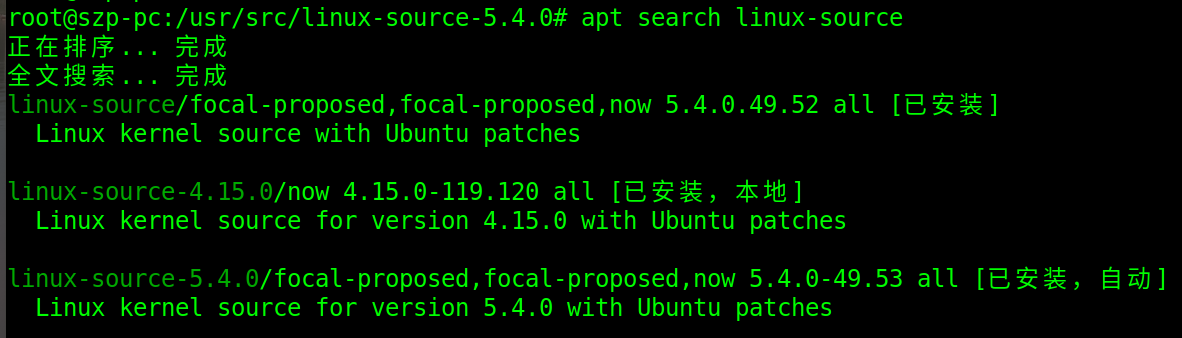 root@szp-pc:/usr/src/linux-source-5.4.0# apt search linux-source
正在排序... 完成
全文搜索... 完成
linux-source/focal-proposed,focal-proposed,now 5.4.0.49.52 all [已安装]
  Linux kernel source with Ubuntu patches

linux-source-4.15.0/now 4.15.0-119.120 all [已安装，本地]
  Linux kernel source for version 4.15.0 with Ubuntu patches

linux-source-5.4.0/focal-proposed,focal-proposed,now 5.4.0-49.53 all [已安装，自动]
  Linux kernel source for version 5.4.0 with Ubuntu patches